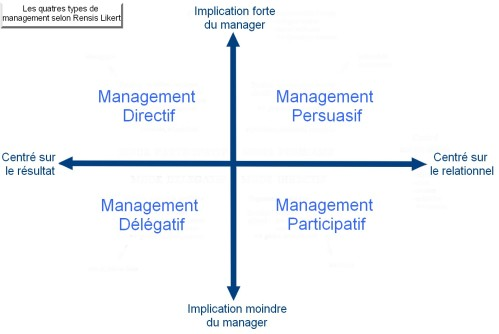 Les quatres types de
management selon Rensis Likert
Implication forte
du manager
Management
Directif
Management
Persuasif
Centré sur
le résultat
Centré sur
le relationnel
Management
Délégatif
Management
Participatif
Implication moindre
du manager